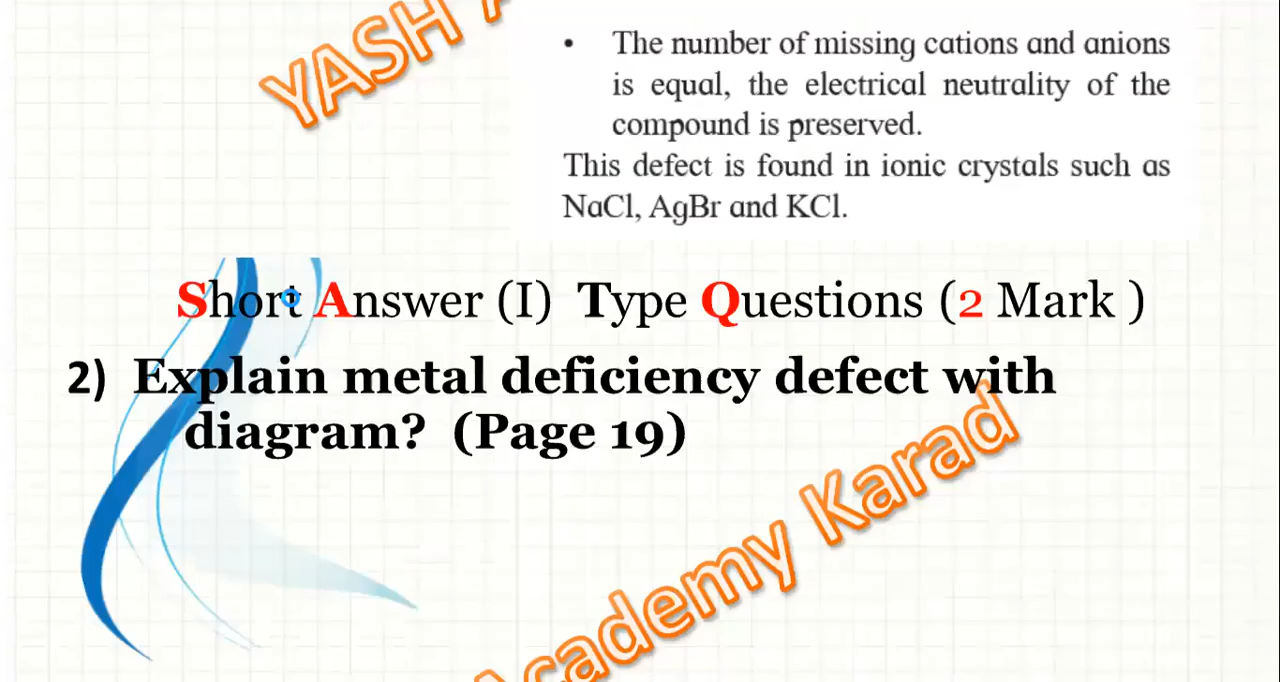 YASH A
• The number of missing cations and anions
is equal, the electrical neutrality of the
compound is preserved.
This defect is found in ionic crystals such as
NaCl, AgBr and KCl.
Short Answer (I) Type Questions (2 Mark )
2) Explain metal deficiency defect with
diagram? (Page 19)
Academy Karad